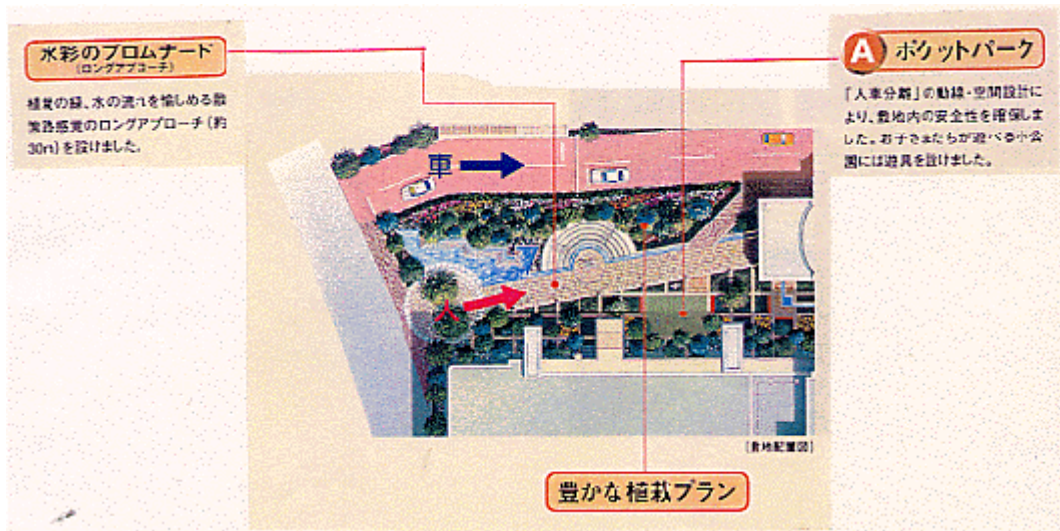 水彩のプロムナード
(ロングアプローチ)
植栽の緑、水の流れを愉しめる散
策路感覚のロングアプローチ(約
30m)を設けました。
A ポケットパーク
「人車分離」の動線・空間設計に
より、敷地内の安全性を確保しま
した。お子さまたちが遊べる小公
園には遊具を設けました。
車
人
[敷地配置図]
豊かな植栽プラン